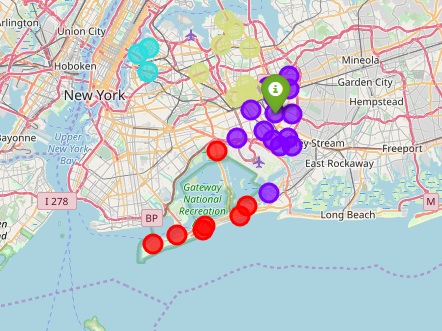 Union City
Arlington
Hoboken
New York
Mineola
Garden City
Hempstead
Bayonne
Upper
New York
Bay
ey Stream
East Rockaway
Freeport
Gateway
National
Recreation
I 278
BP
Long Beach
M